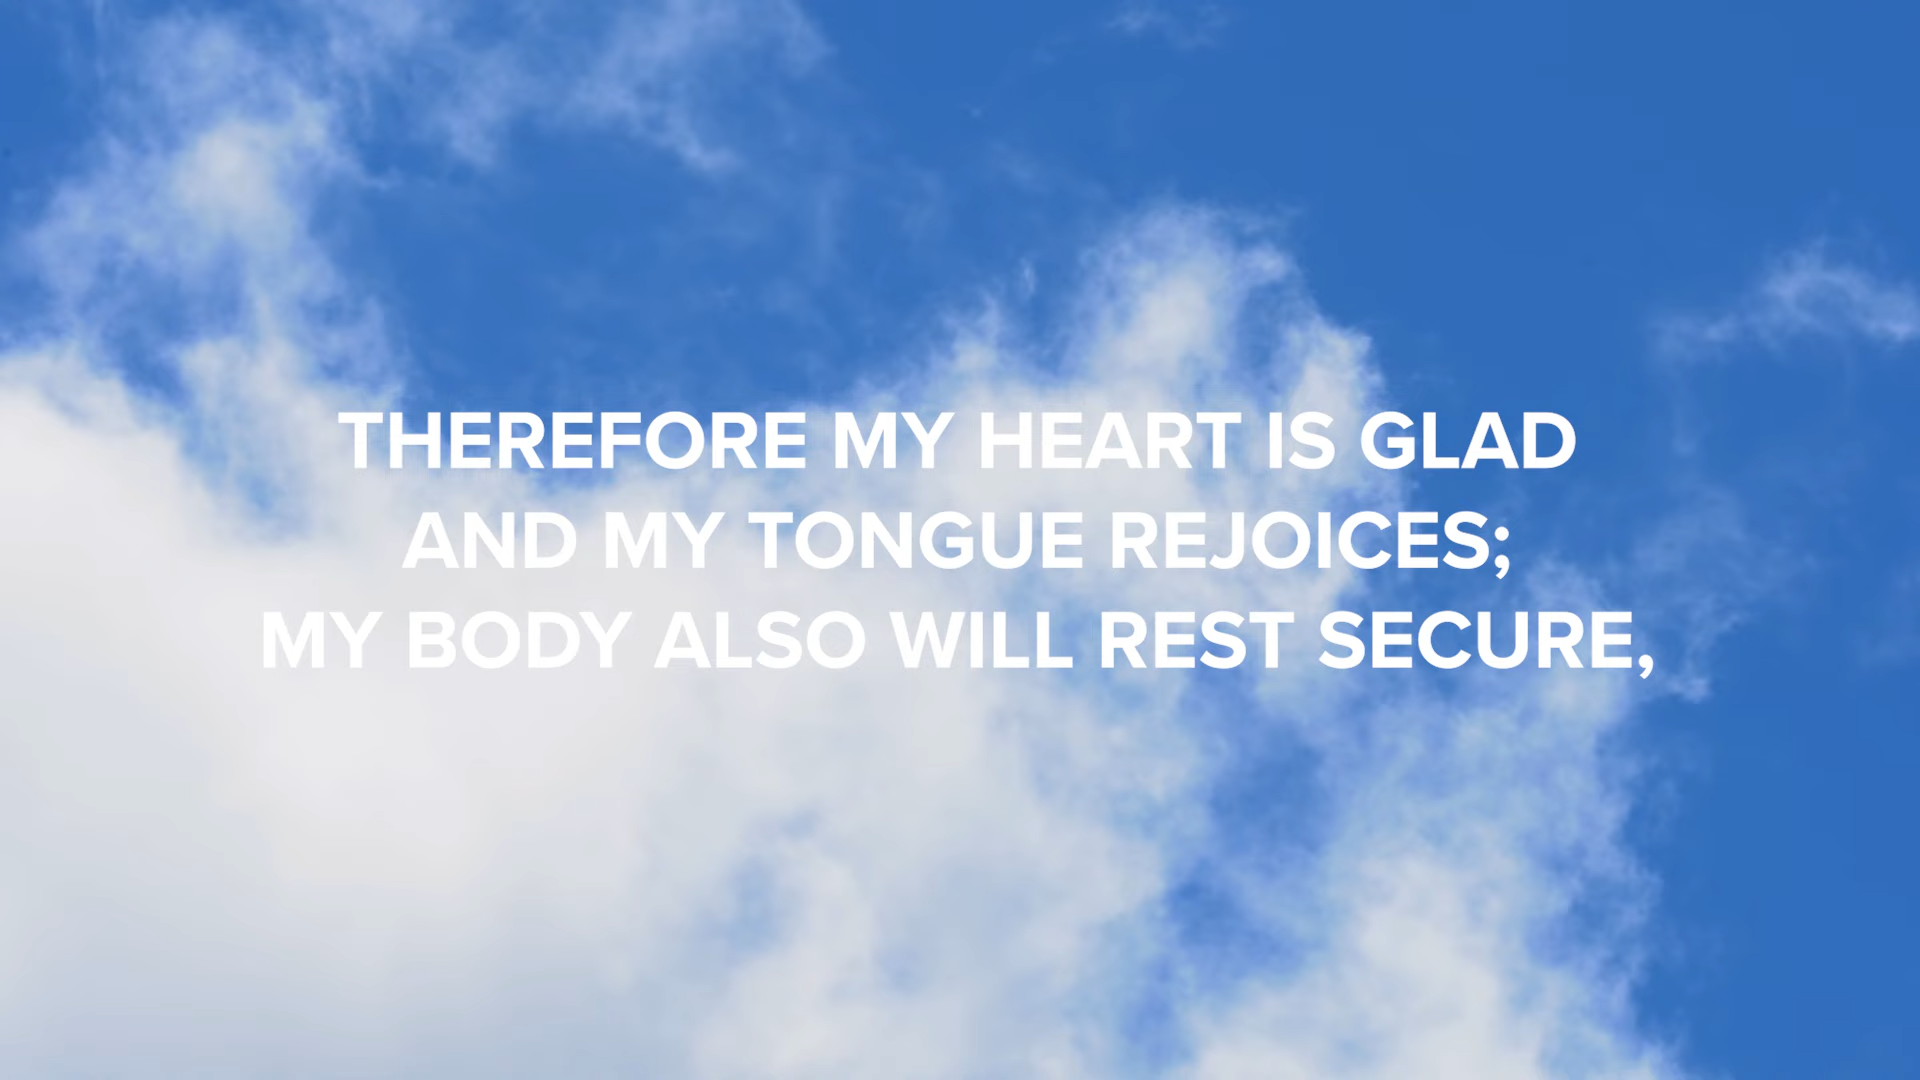 THEREFORE MY HEART IS GLAD
AND MY TONGUE REJOICES;
MY BODY ALSO WILL REST SECURE,